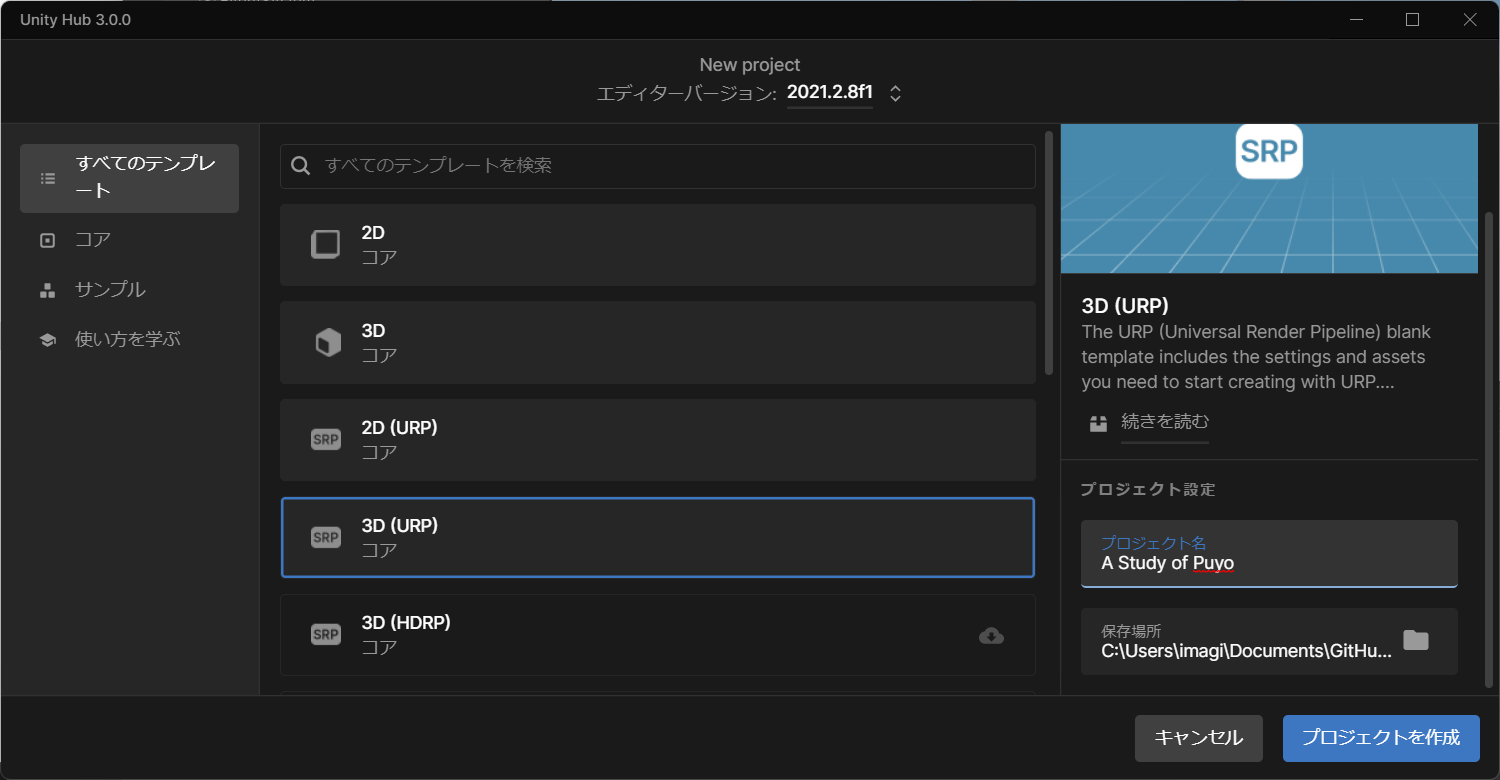 Unity Hub 3.0.0
New project
エディターバージョン: 2021.2.8f1
すべてのテンプレ
ート
コア
サンプル
使い方を学ぶ
すべてのテンプレートを検索
2D
コア
3D
コア
SRP
2D (URP)
コア
SRP
3D (URP)
コア
SRP
3D (HDRP)
コア
SRP
3D (URP)
The URP (Universal Render Pipeline) blank
template includes the settings and assets
you need to start creating with URP....
続きを読む
プロジェクト設定
プロジェクト名
A Study of Puyo
保存場所
C:\Users\imagi\Documents\GitHu...
キャンセル
プロジェクトを作成